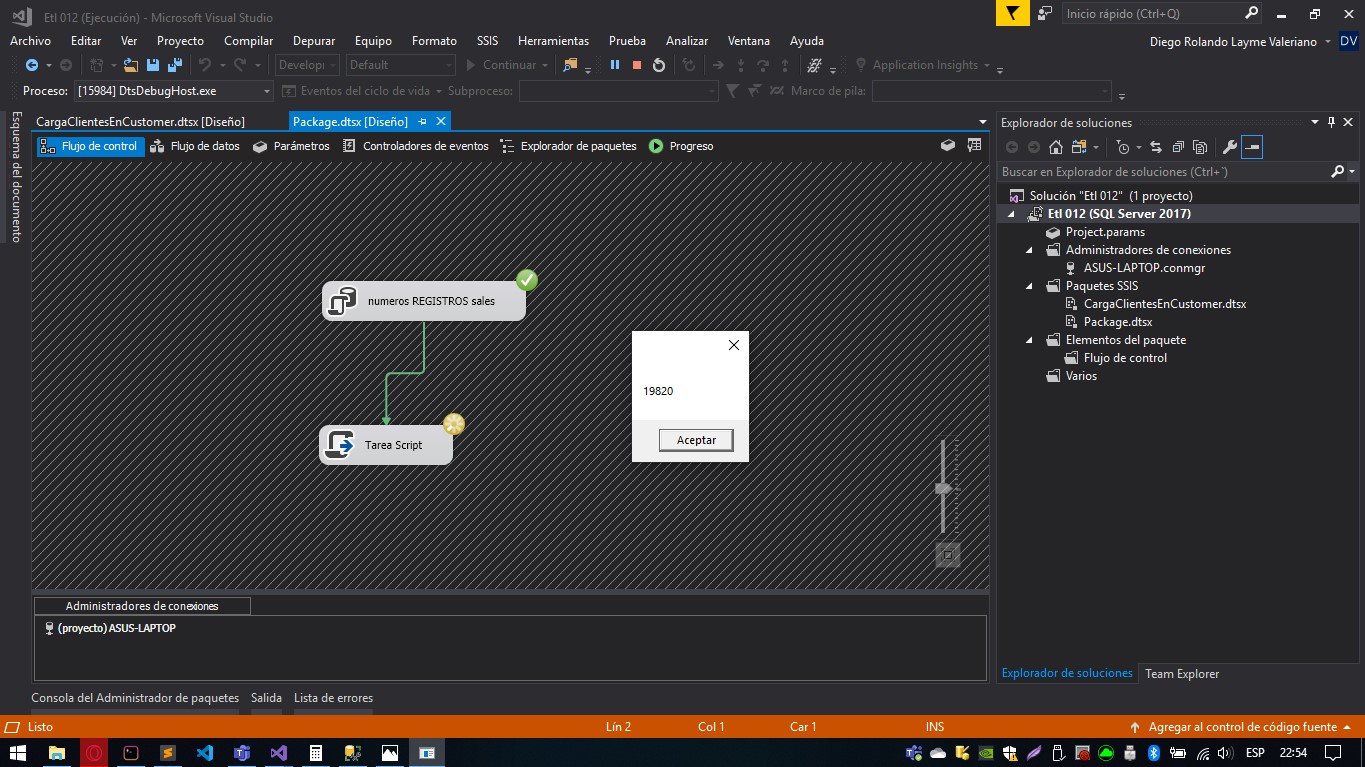 Etl 012 (Ejecución) - Microsoft Visual Studio
Inicio rápido (Ctrl+Q)
Archivo Editar Ver Proyecto Compilar Depurar Equipo Formato SSIS Herramientas Prueba Analizar Ventana Ayuda
Diego Rolando Layme Valeriano DV
Developi Default Continuar Application Insights
Proceso: [15984] DtsDebugHost.exe Eventos del ciclo de vida Subproceso: Marco de pila:
Esquema del documento
CargaClientesEnCustomer.dtsx [Diseño] Package.dtsx [Diseño]
Flujo de control Flujo de datos Parámetros Controladores de eventos Explorador de paquetes Progreso
numeros REGISTROS sales
Tarea Script
19820
Aceptar
Administradores de conexiones
(proyecto) ASUS-LAPTOP
Consola del Administrador de paquetes Salida Lista de errores
Explorador de soluciones
Buscar en Explorador de soluciones (Ctrl+`)
Solución "Etl 012" (1 proyecto)
Etl 012 (SQL Server 2017)
Project.params
Administradores de conexiones
ASUS-LAPTOP.conmgr
Paquetes SSIS
CargaClientesEnCustomer.dtsx
Package.dtsx
Elementos del paquete
Flujo de control
Varios
Explorador de soluciones Team Explorer
Listo Lín 2 Col 1 Car 1 INS Agregar al control de código fuente
ESP 22:54